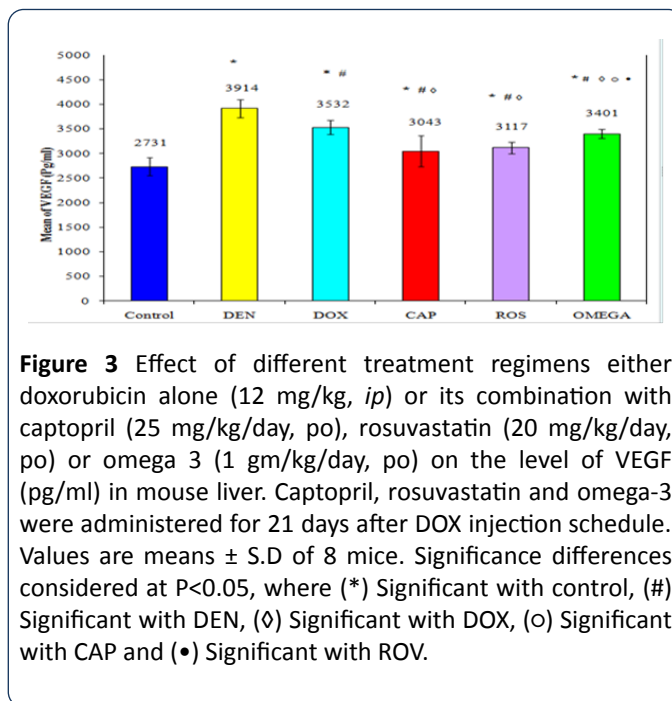 5000
4500
4000
3500
3000
2500
2000
1500
1000
500
0
Mean of VEGF (Pg/ml)
*
* #
* # ◊
* # ◊
* # ◊ ○ •
2731
3914
3532
3043
3117
3401
Control DEN DOX CAP ROS OMEGA
Figure 3 Effect of different treatment regimens either
doxorubicin alone (12 mg/kg, ip) or its combination with
captopril (25 mg/kg/day, po), rosuvastatin (20 mg/kg/day,
po) or omega 3 (1 gm/kg/day, po) on the level of VEGF
(pg/ml) in mouse liver. Captopril, rosuvastatin and omega-3
were administered for 21 days after DOX injection schedule.
Values are means ± S.D of 8 mice. Significance differences
considered at P<0.05, where (*) Significant with control, (#)
Significant with DEN, (◊) Significant with DOX, (○) Significant
with CAP and (•) Significant with ROV.